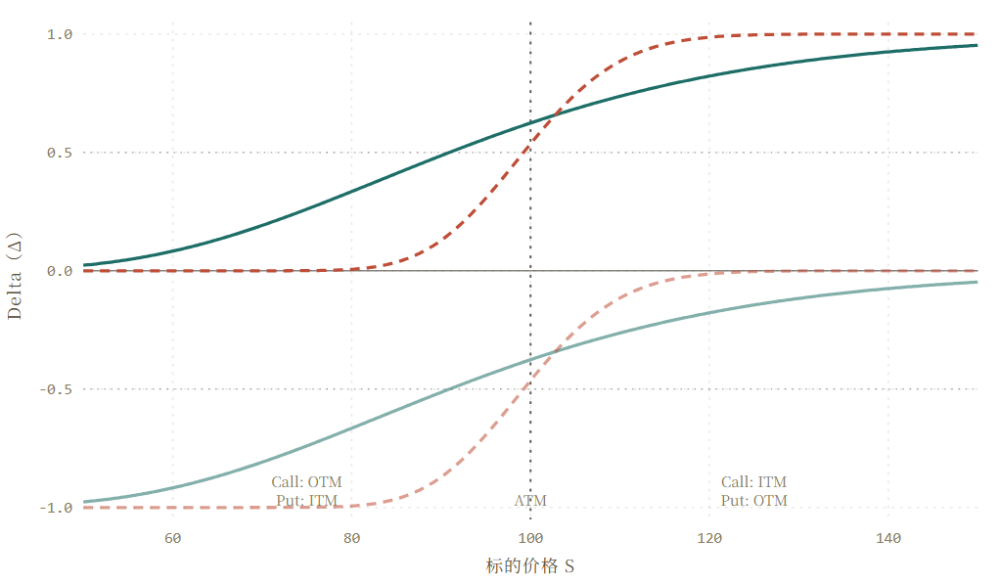 1.0
0.5
0.0
-0.5
-1.0
Delta (Δ)
Call: OTM
Put: ITM
ATM
Call: ITM
Put: OTM
60
80
100
120
140
标的价格 S